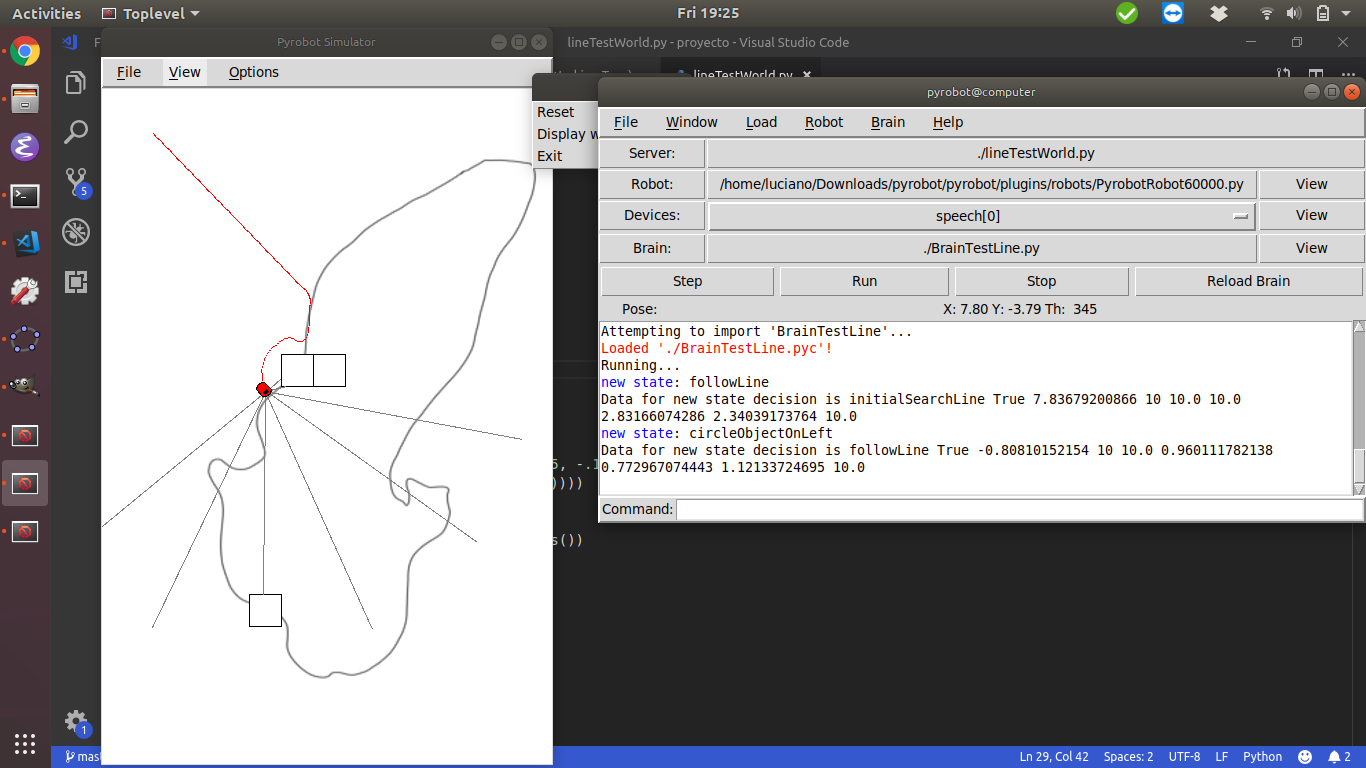 Activities
Toplevel
Fri 19:25
Pyrobot Simulator
File View Options
lineTestWorld.py - proyecto - Visual Studio Code
lineTestWorld.py
Reset
Display w
Exit
pyrobot@computer
File Window Load Robot Brain Help
Server: ./lineTestWorld.py
Robot: /home/luciano/Downloads/pyrobot/pyrobot/plugins/robots/PyrobotRobot60000.py View
Devices: speech[0] View
Brain: ./BrainTestLine.py View
Step Run Stop Reload Brain
Pose: X: 7.80 Y: -3.79 Th: 345
Attempting to import 'BrainTestLine'...
Loaded './BrainTestLine.pyc'!
Running...
new state: followLine
Data for new state decision is initialSearchLine True 7.83679200866 10 10.0 10.0
2.83166074286 2.34039173764 10.0
new state: circleObjectOnLeft
Data for new state decision is followLine True -0.80810152154 10 10.0 0.960111782138
0.772967074443 1.12133724695 10.0
Command:
5, -.1
))))
s())
5
1
mas
Ln 29, Col 42 Spaces: 2 UTF-8 LF Python 2